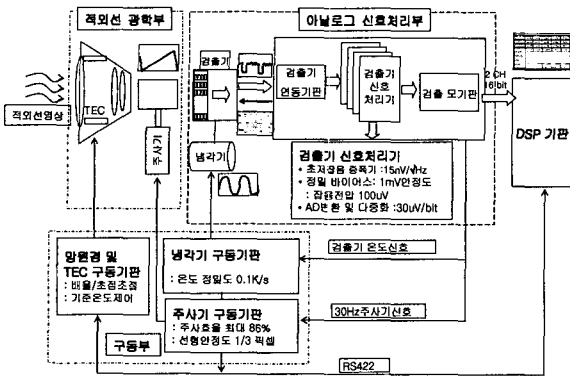 적외선 광학부
아날로그 신호처리부
적외선영상
TEC
주사기
검출기
냉각기
검출기
연동기판
검출기
신호
처리기
검출 모기판
2 CH
16bit
DSP 기판
검출기 신호처리기
• 초저잡음 증폭기 :15nV/√Hz
• 정밀 바이어스: 1mV안정도
: 잡음전압 100uV
• AD변환 및 다중화 :30uV/bit
망원경 및
TEC 구동기판
: 배율/초점조절
: 기준온도제어
냉각기 구동기판
: 온도 정밀도 0.1K/s
주사기 구동기판
: 주사효율 최대 86%
: 선형안정도 1/3 픽셀
구동부
검출기 온도신호
30Hz주사기신호
RS422